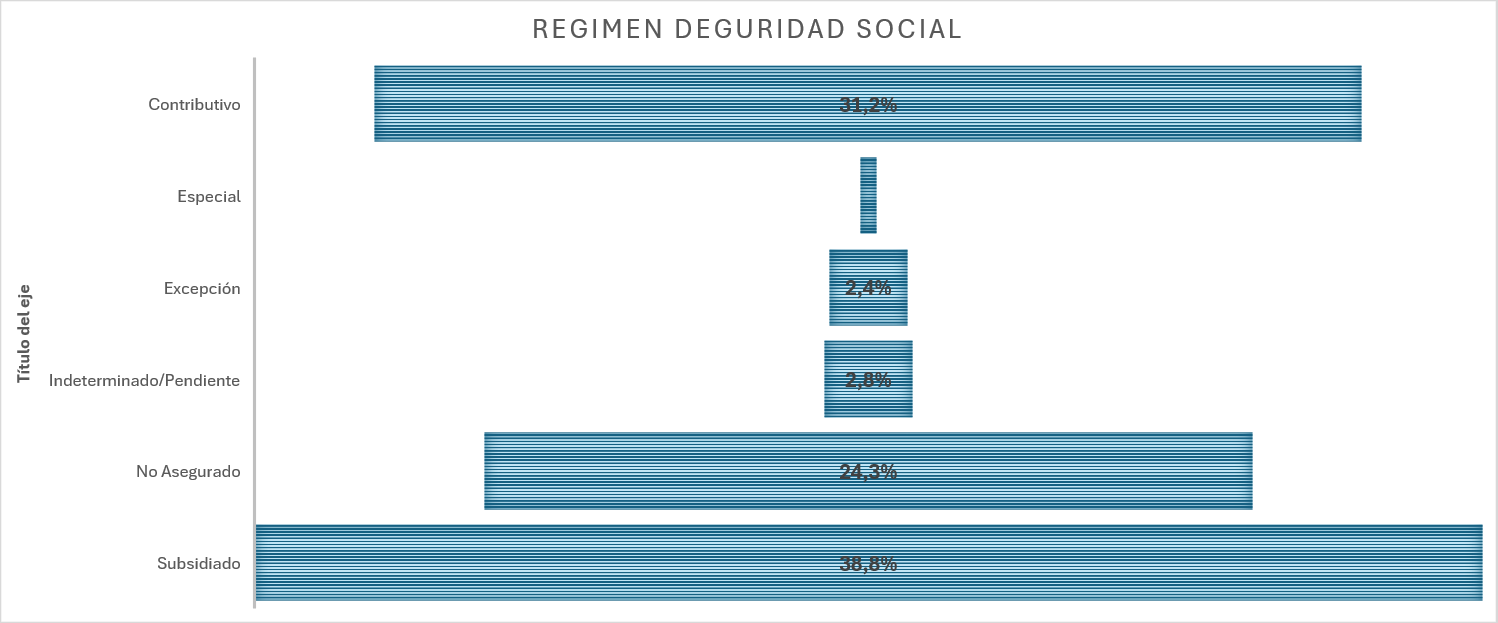 REGIMEN DEGURIDAD SOCIAL
Título del eje
Contributivo
31,2%
Especial
Excepción
2,4%
Indeterminado/Pendiente
2,8%
No Asegurado
24,3%
Subsidiado
38,8%